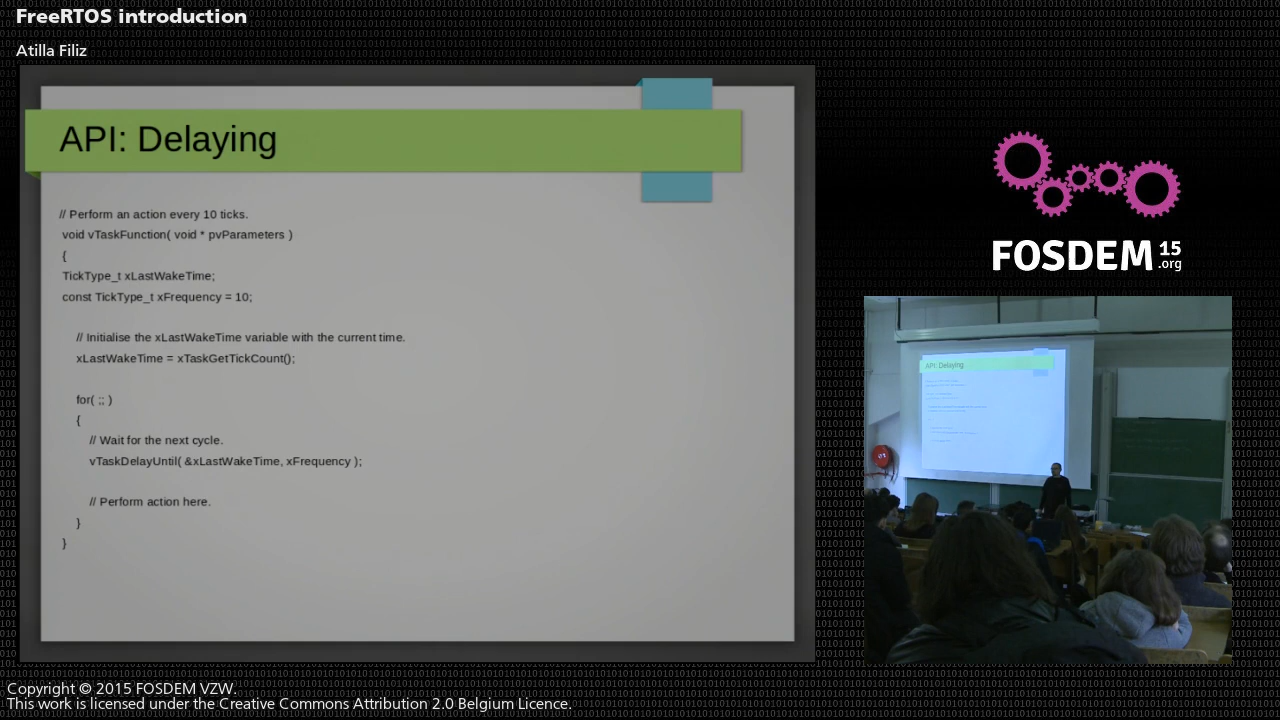 FreeRTOS introduction
Atilla Filiz
API: Delaying
// Perform an action every 10 ticks.
void vTaskFunction( void * pvParameters )
{
TickType_t xLastWakeTime;
const TickType_t xFrequency = 10;
// Initialise the xLastWakeTime variable with the current time.
xLastWakeTime = xTaskGetTickCount();
for( ;; )
{
// Wait for the next cycle.
vTaskDelayUntil( &xLastWakeTime, xFrequency );
// Perform action here.
}
}
FOSDEM 15
.org
API: Delaying
Copyright © 2015 FOSDEM VZW.
This work is licensed under the Creative Commons Attribution 2.0 Belgium Licence.